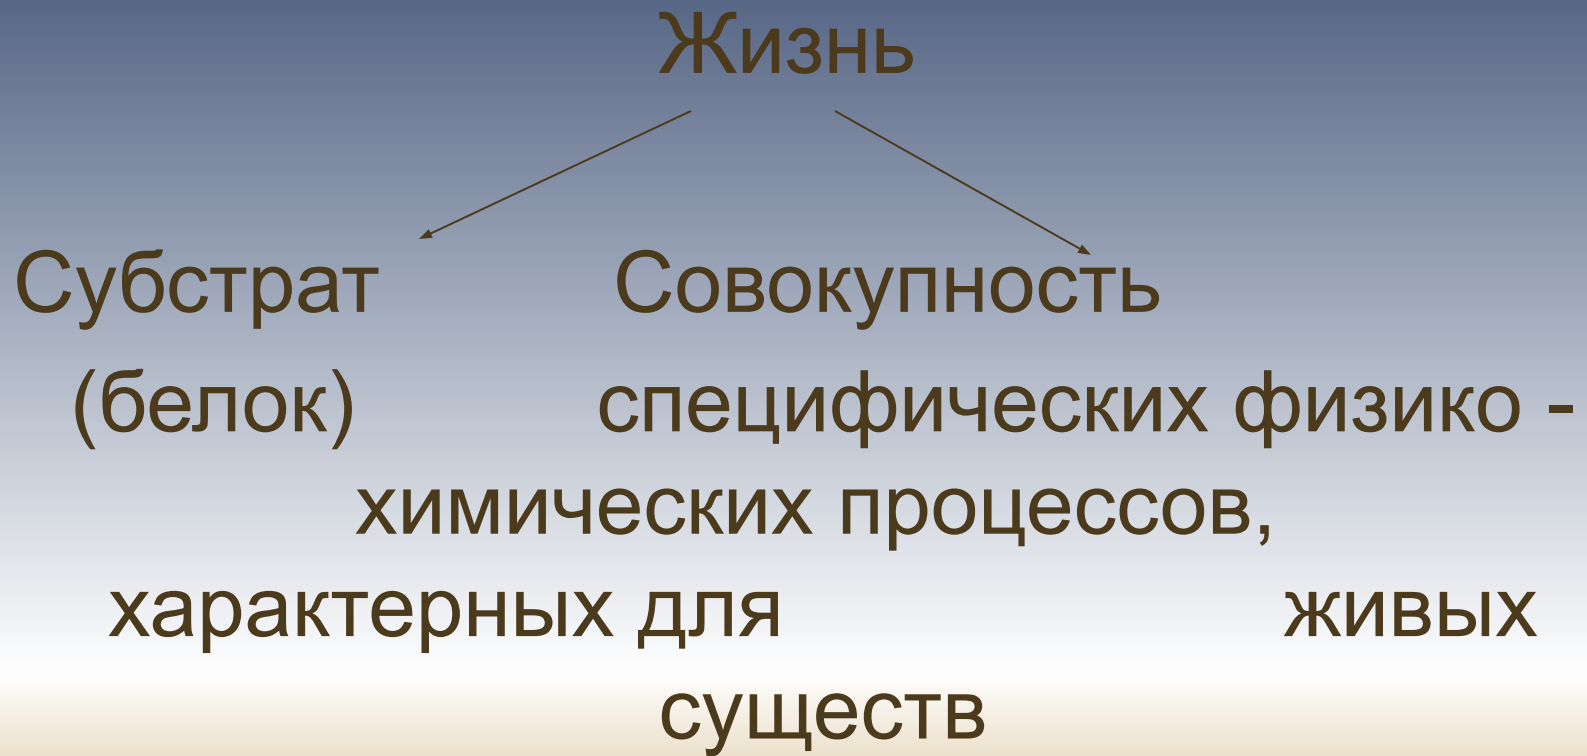 Жизнь
Субстрат Совокупность
(белок) специфических физико -
химических процессов,
характерных для живых
существ